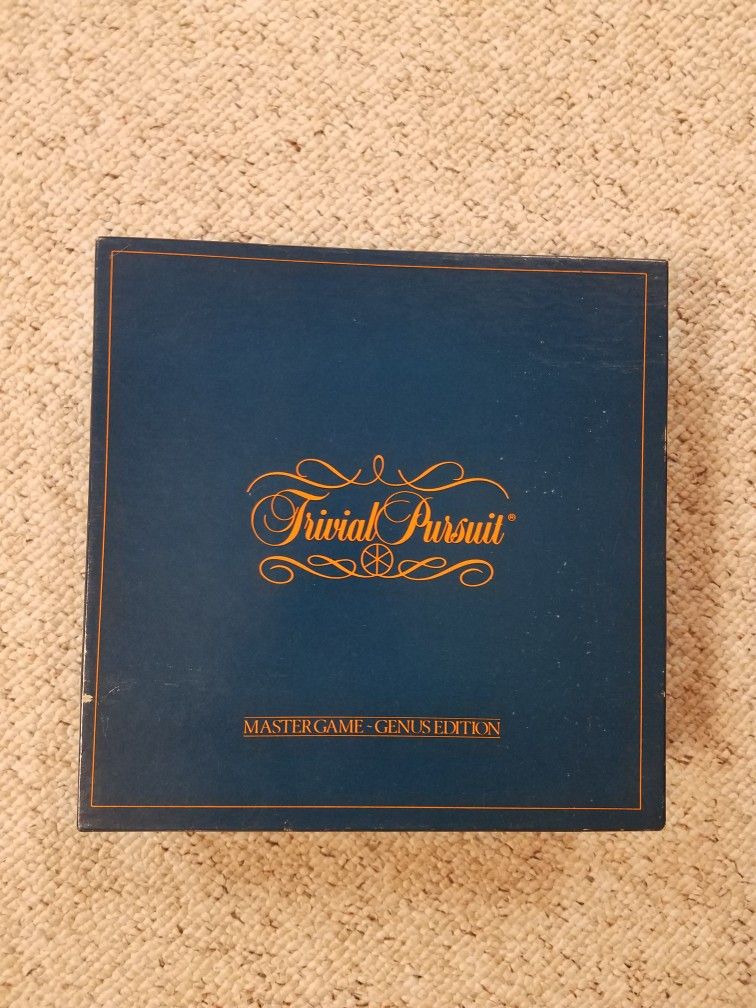 Trivial Pursuit®
MASTER GAME - GENUS EDITION